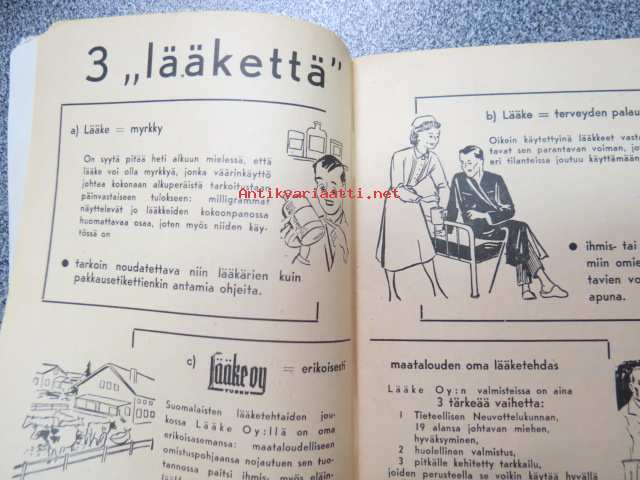 3 „lääkettä”
a) Lääke = myrkky
On syytä pitää heti alkuun mielessä, että
lääke voi olla myrkkyä, jonka väärinkäyttö
johtaa kokonaan alkuperäistä tarkoitustaan
päinvastaiseen tulokseen: milligrammat
näyttelevät jo lääkkeiden kokoonpanossa
huomattavaa osaa, joten myös niiden käy-
tössä on
● tarkoin noudatettava niin lääkärien kuin
pakkausetikettienkin antamia ohjeita.
b) Lääke = terveyden palau
Oikein käytettyinä lääkkeet vasta
tavat sen parantavan voiman, jo
eri tilanteissa joutuu käyttämään
● ihmis- tai
miin omie
tavien vo
apuna.
Antikvariaatti.net
c) Lääke oy
TURKU
= erikoisesti
Suomalaisten lääketehtaiden jou-
kossa Lääke Oy:llä on oma
erikoisasemansa: maataloudelliseen
omistuspohjaansa nojautuen sen tuo-
tannossa paitsi ihmis- myös eläin-
maatalouden oma lääketehdas
Lääke Oy:n valmisteissa on aina
3 tärkeää vaihetta:
1 Tieteellisen Neuvottelukunnan,
19 alansa johtavan miehen,
hyväksyminen,
2 huolellinen valmistus,
3 pitkälle kehitetty tarkkailu,
joiden perusteella se voikin käytää hyvällä